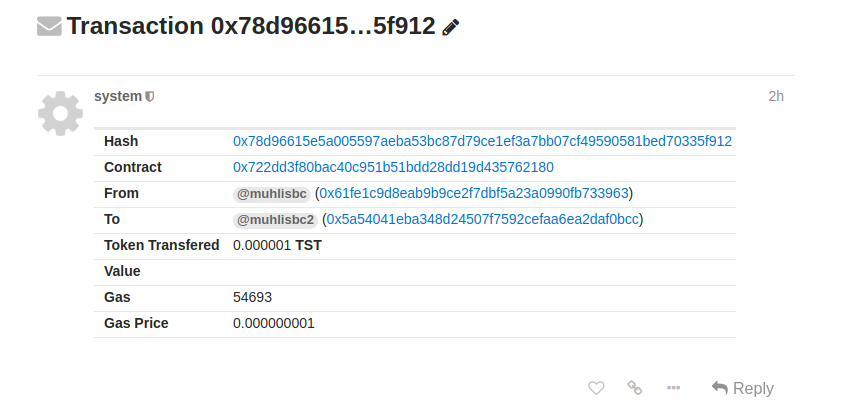 Transaction 0x78d96615…5f912
system 2h
Hash 0x78d96615e5a005597aeba53bc87d79ce1ef3a7bb07cf49590581bed70335f912
Contract 0x722dd3f80bac40c951b51bdd28dd19d435762180
From @muhlisbc (0x61fe1c9d8eab9b9ce2f7dbf5a23a0990fb733963)
To @muhlisbc2 (0x5a54041eba348d24507f7592cefaa6ea2daf0bcc)
Token Transfered 0.000001 TST
Value
Gas 54693
Gas Price 0.000000001
Reply